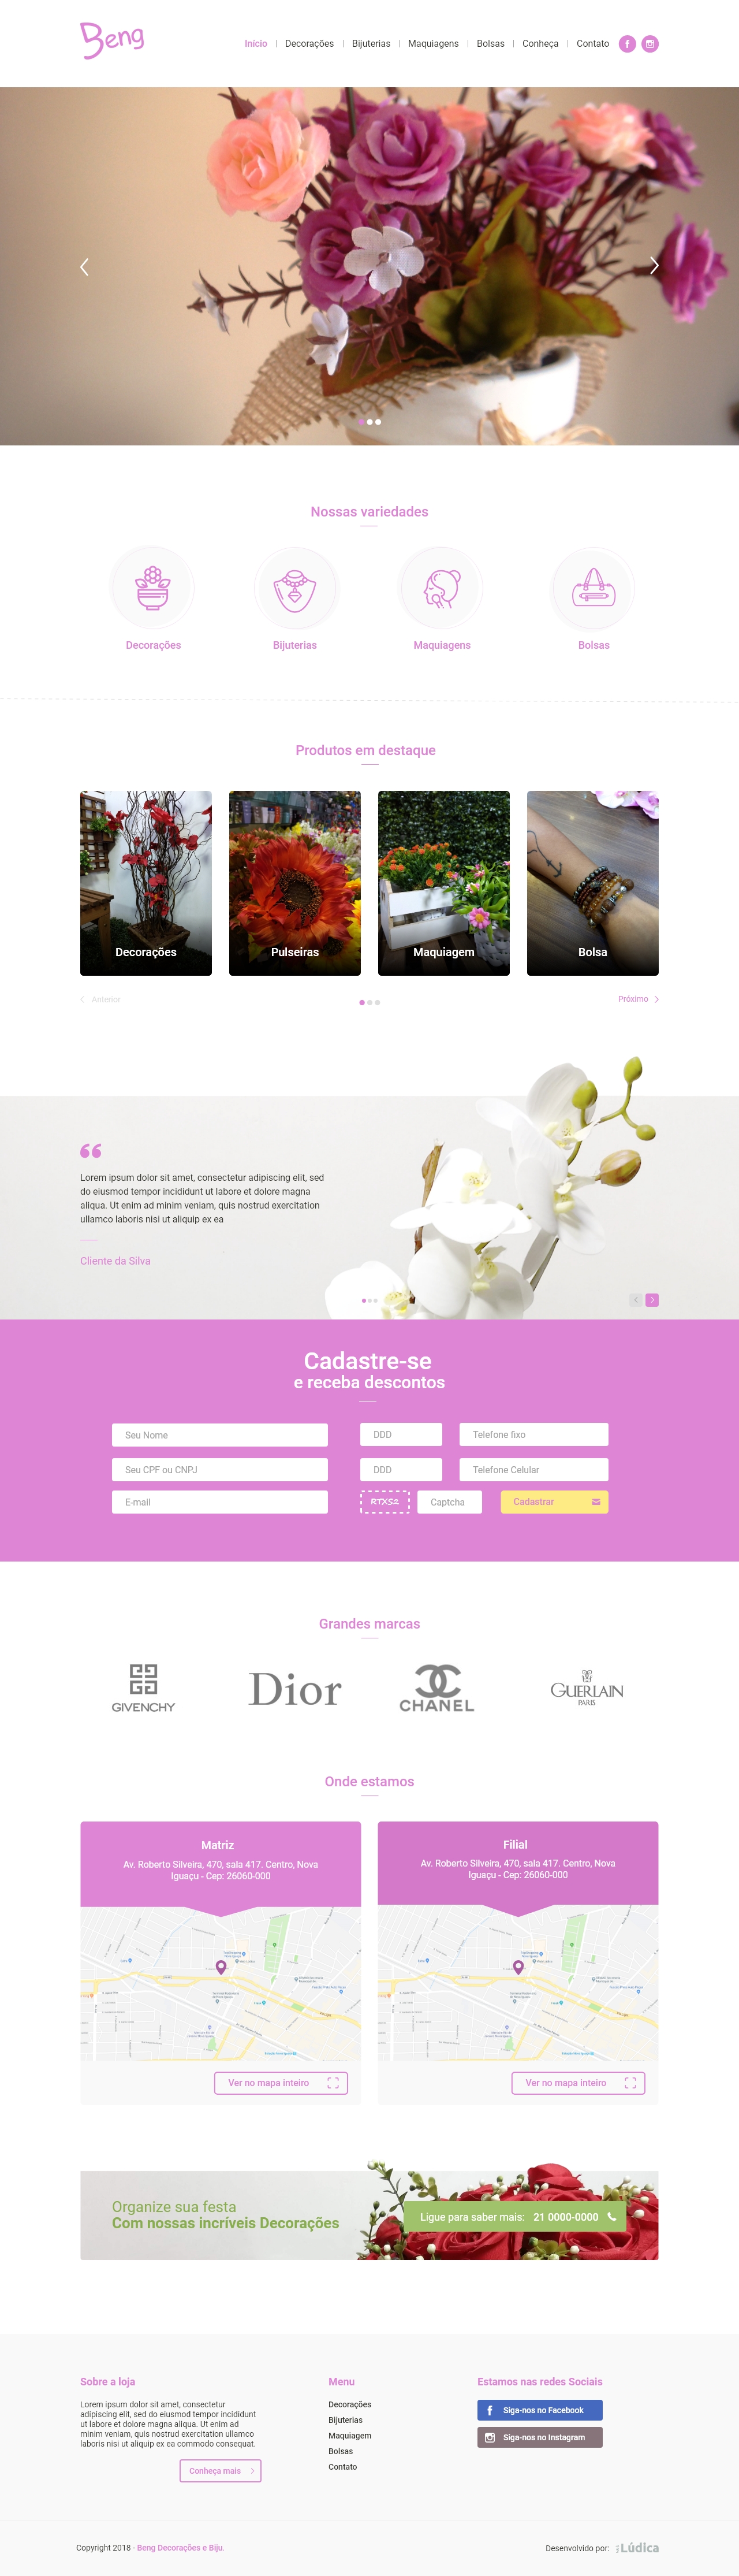 Beng
Início | Decorações | Bijuterias | Maquiagens | Bolsas | Conheça | Contato
Nossas variedades
Decorações
Bijuterias
Maquiagens
Bolsas
Produtos em destaque
Decorações
Pulseiras
Maquiagem
Bolsa
Anterior
Próximo
Lorem ipsum dolor sit amet, consectetur adipiscing elit, sed
do eiusmod tempor incididunt ut labore et dolore magna
aliqua. Ut enim ad minim veniam, quis nostrud exercitation
ullamco laboris nisi ut aliquip ex ea
Cliente da Silva
Cadastre-se
e receba descontos
Seu Nome
DDD
Telefone fixo
Seu CPF ou CNPJ
DDD
Telefone Celular
E-mail
RTXS2
Captcha
Cadastrar
Grandes marcas
GIVENCHY
Dior
CHANEL
GUERLAIN
PARIS
Onde estamos
Matriz
Av. Roberto Silveira, 470, sala 417. Centro, Nova
Iguaçu - Cep: 26060-000
Ver no mapa inteiro
Filial
Av. Roberto Silveira, 470, sala 417. Centro, Nova
Iguaçu - Cep: 26060-000
Ver no mapa inteiro
Organize sua festa
Com nossas incríveis Decorações
Ligue para saber mais: 21 0000-0000
Sobre a loja
Lorem ipsum dolor sit amet, consectetur
adipiscing elit, sed do eiusmod tempor incididunt
ut labore et dolore magna aliqua. Ut enim ad
minim veniam, quis nostrud exercitation ullamco
laboris nisi ut aliquip ex ea commodo consequat.
Conheça mais
Menu
Decorações
Bijuterias
Maquiagem
Bolsas
Contato
Estamos nas redes Sociais
Siga-nos no Facebook
Siga-nos no Instagram
Copyright 2018 - Beng Decorações e Biju.
Desenvolvido por:
Lúdica